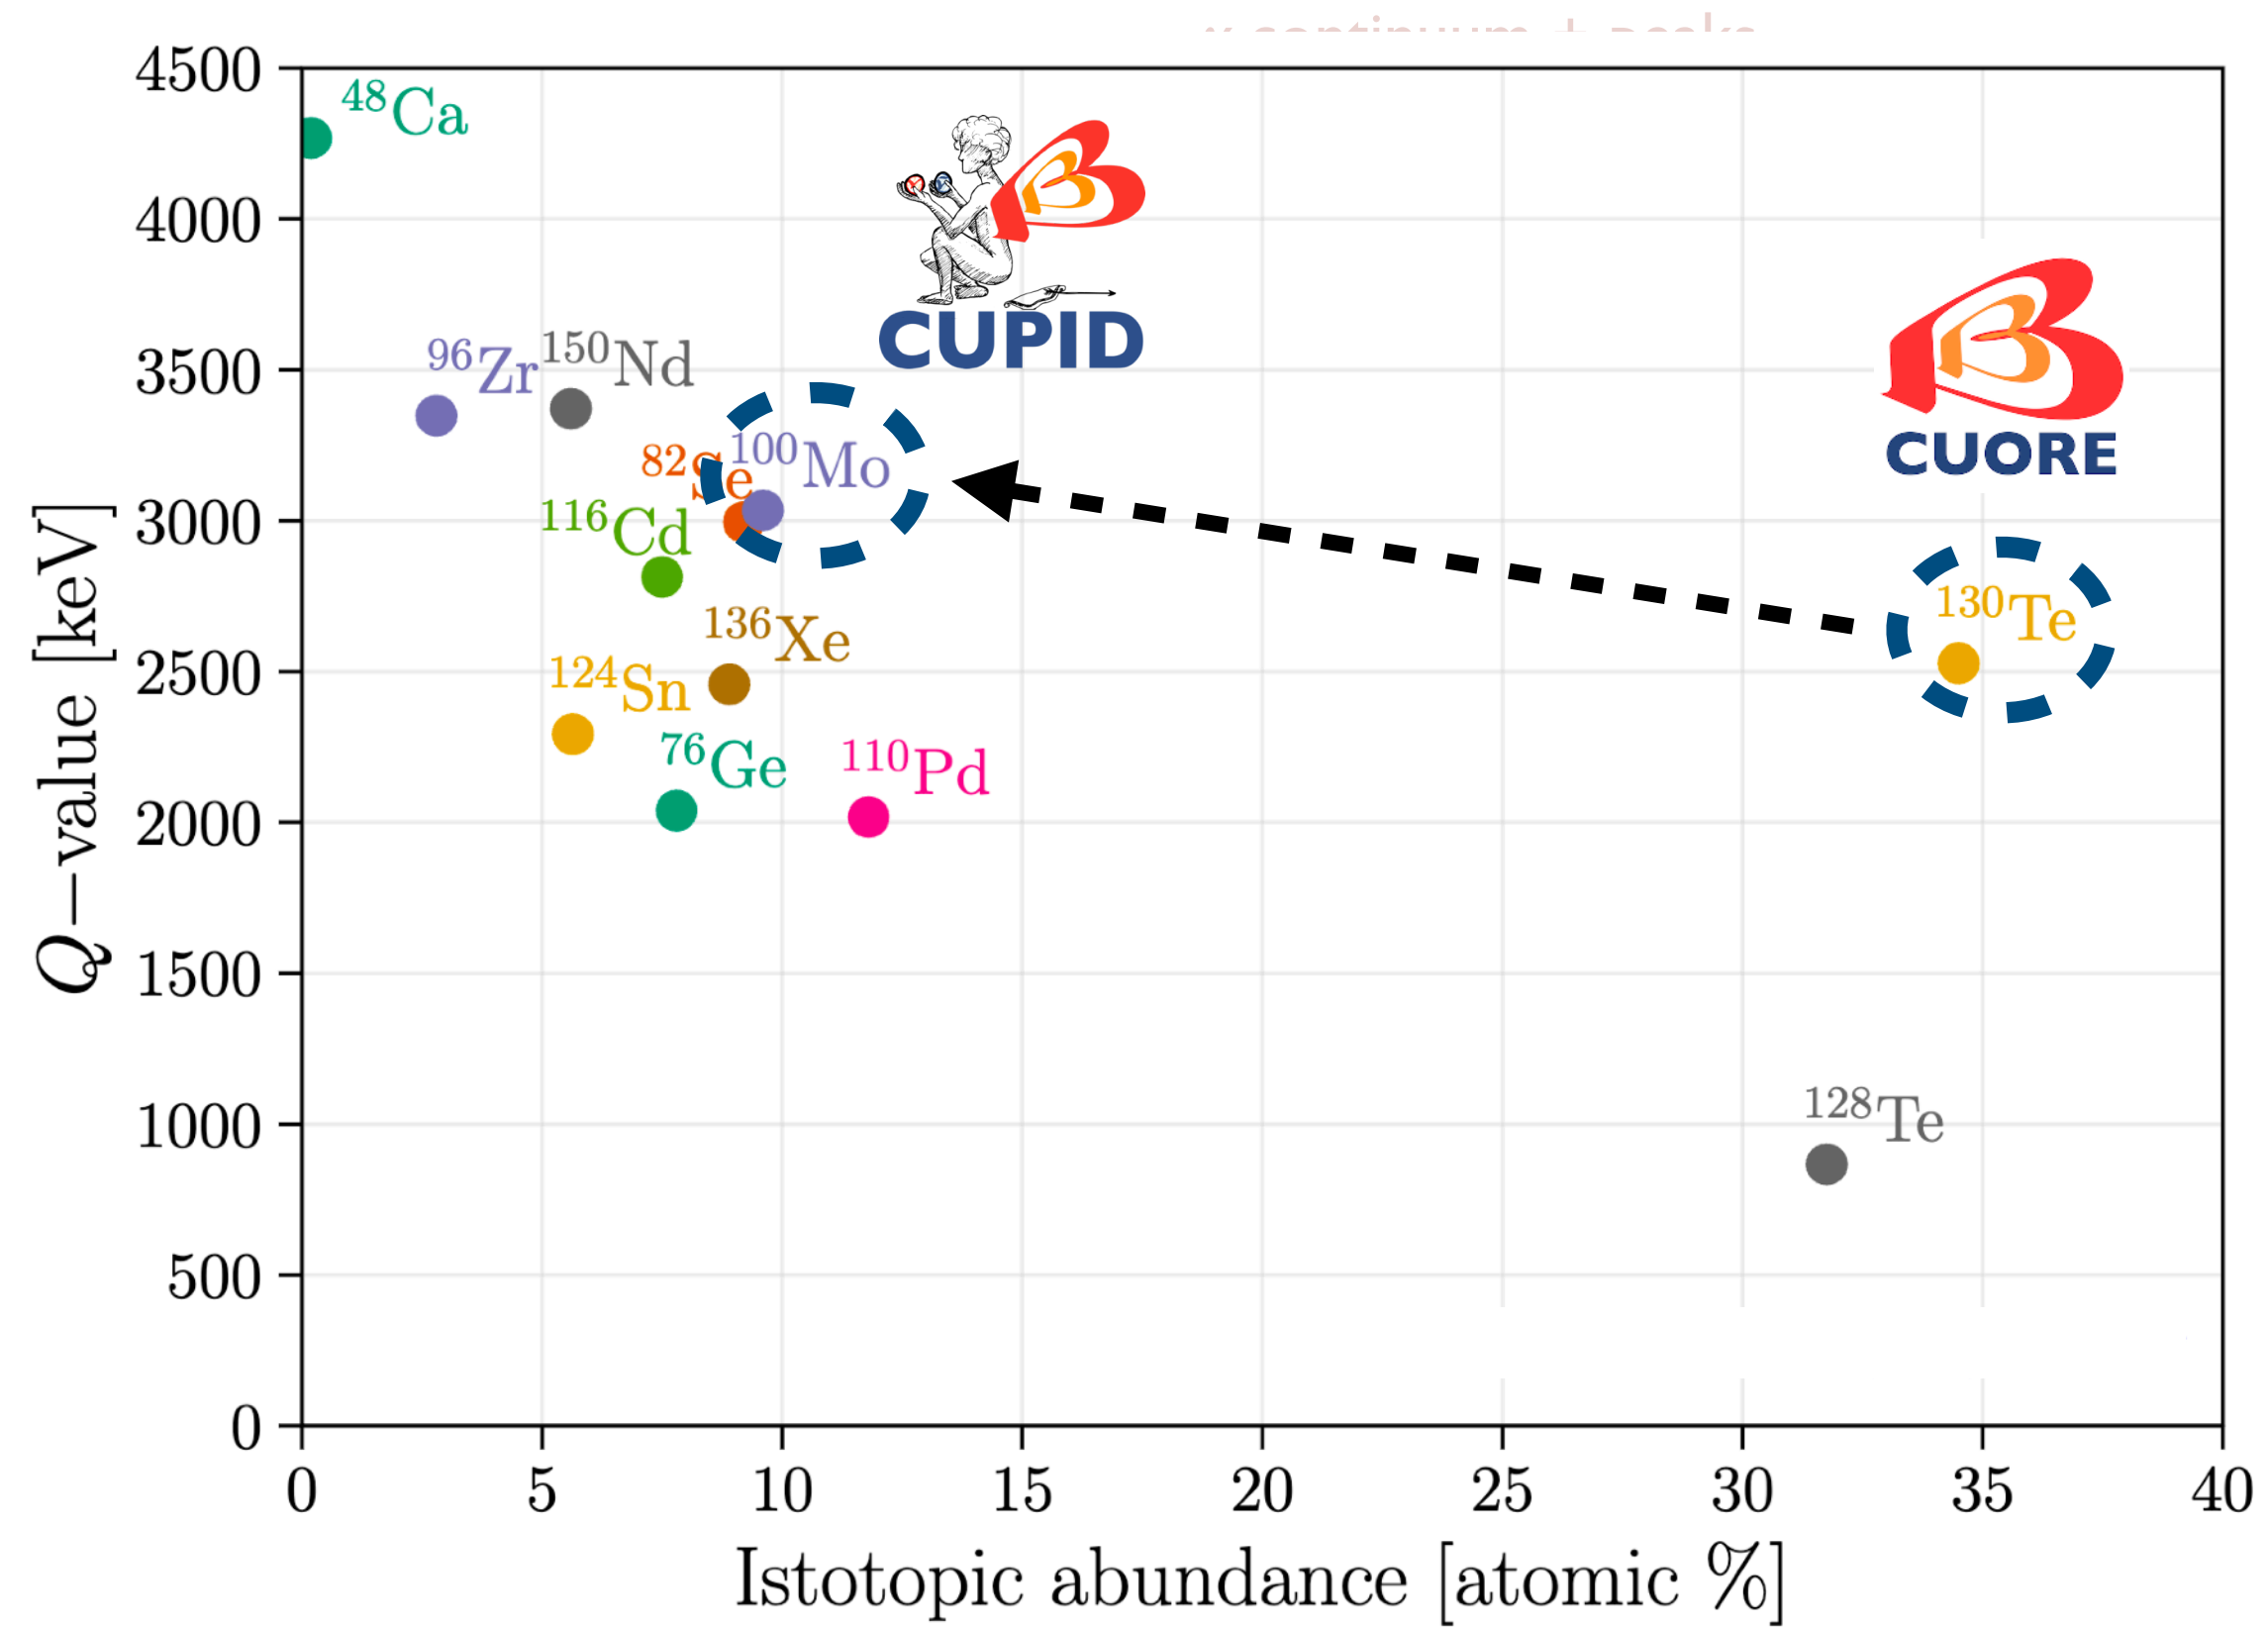 4500
4000
3500
3000
2500
2000
1500
1000
500
0
Q−value [keV]
⁴⁸Ca
CUPID
CUORE
⁹⁶Zr
¹⁵⁰Nd
⁸²Se
¹⁰⁰Mo
¹¹⁶Cd
¹³⁰Te
¹³⁶Xe
¹²⁴Sn
⁷⁶Ge
¹¹⁰Pd
¹²⁸Te
0 5 10 15 20 25 30 35 40
Istotopic abundance [atomic %]